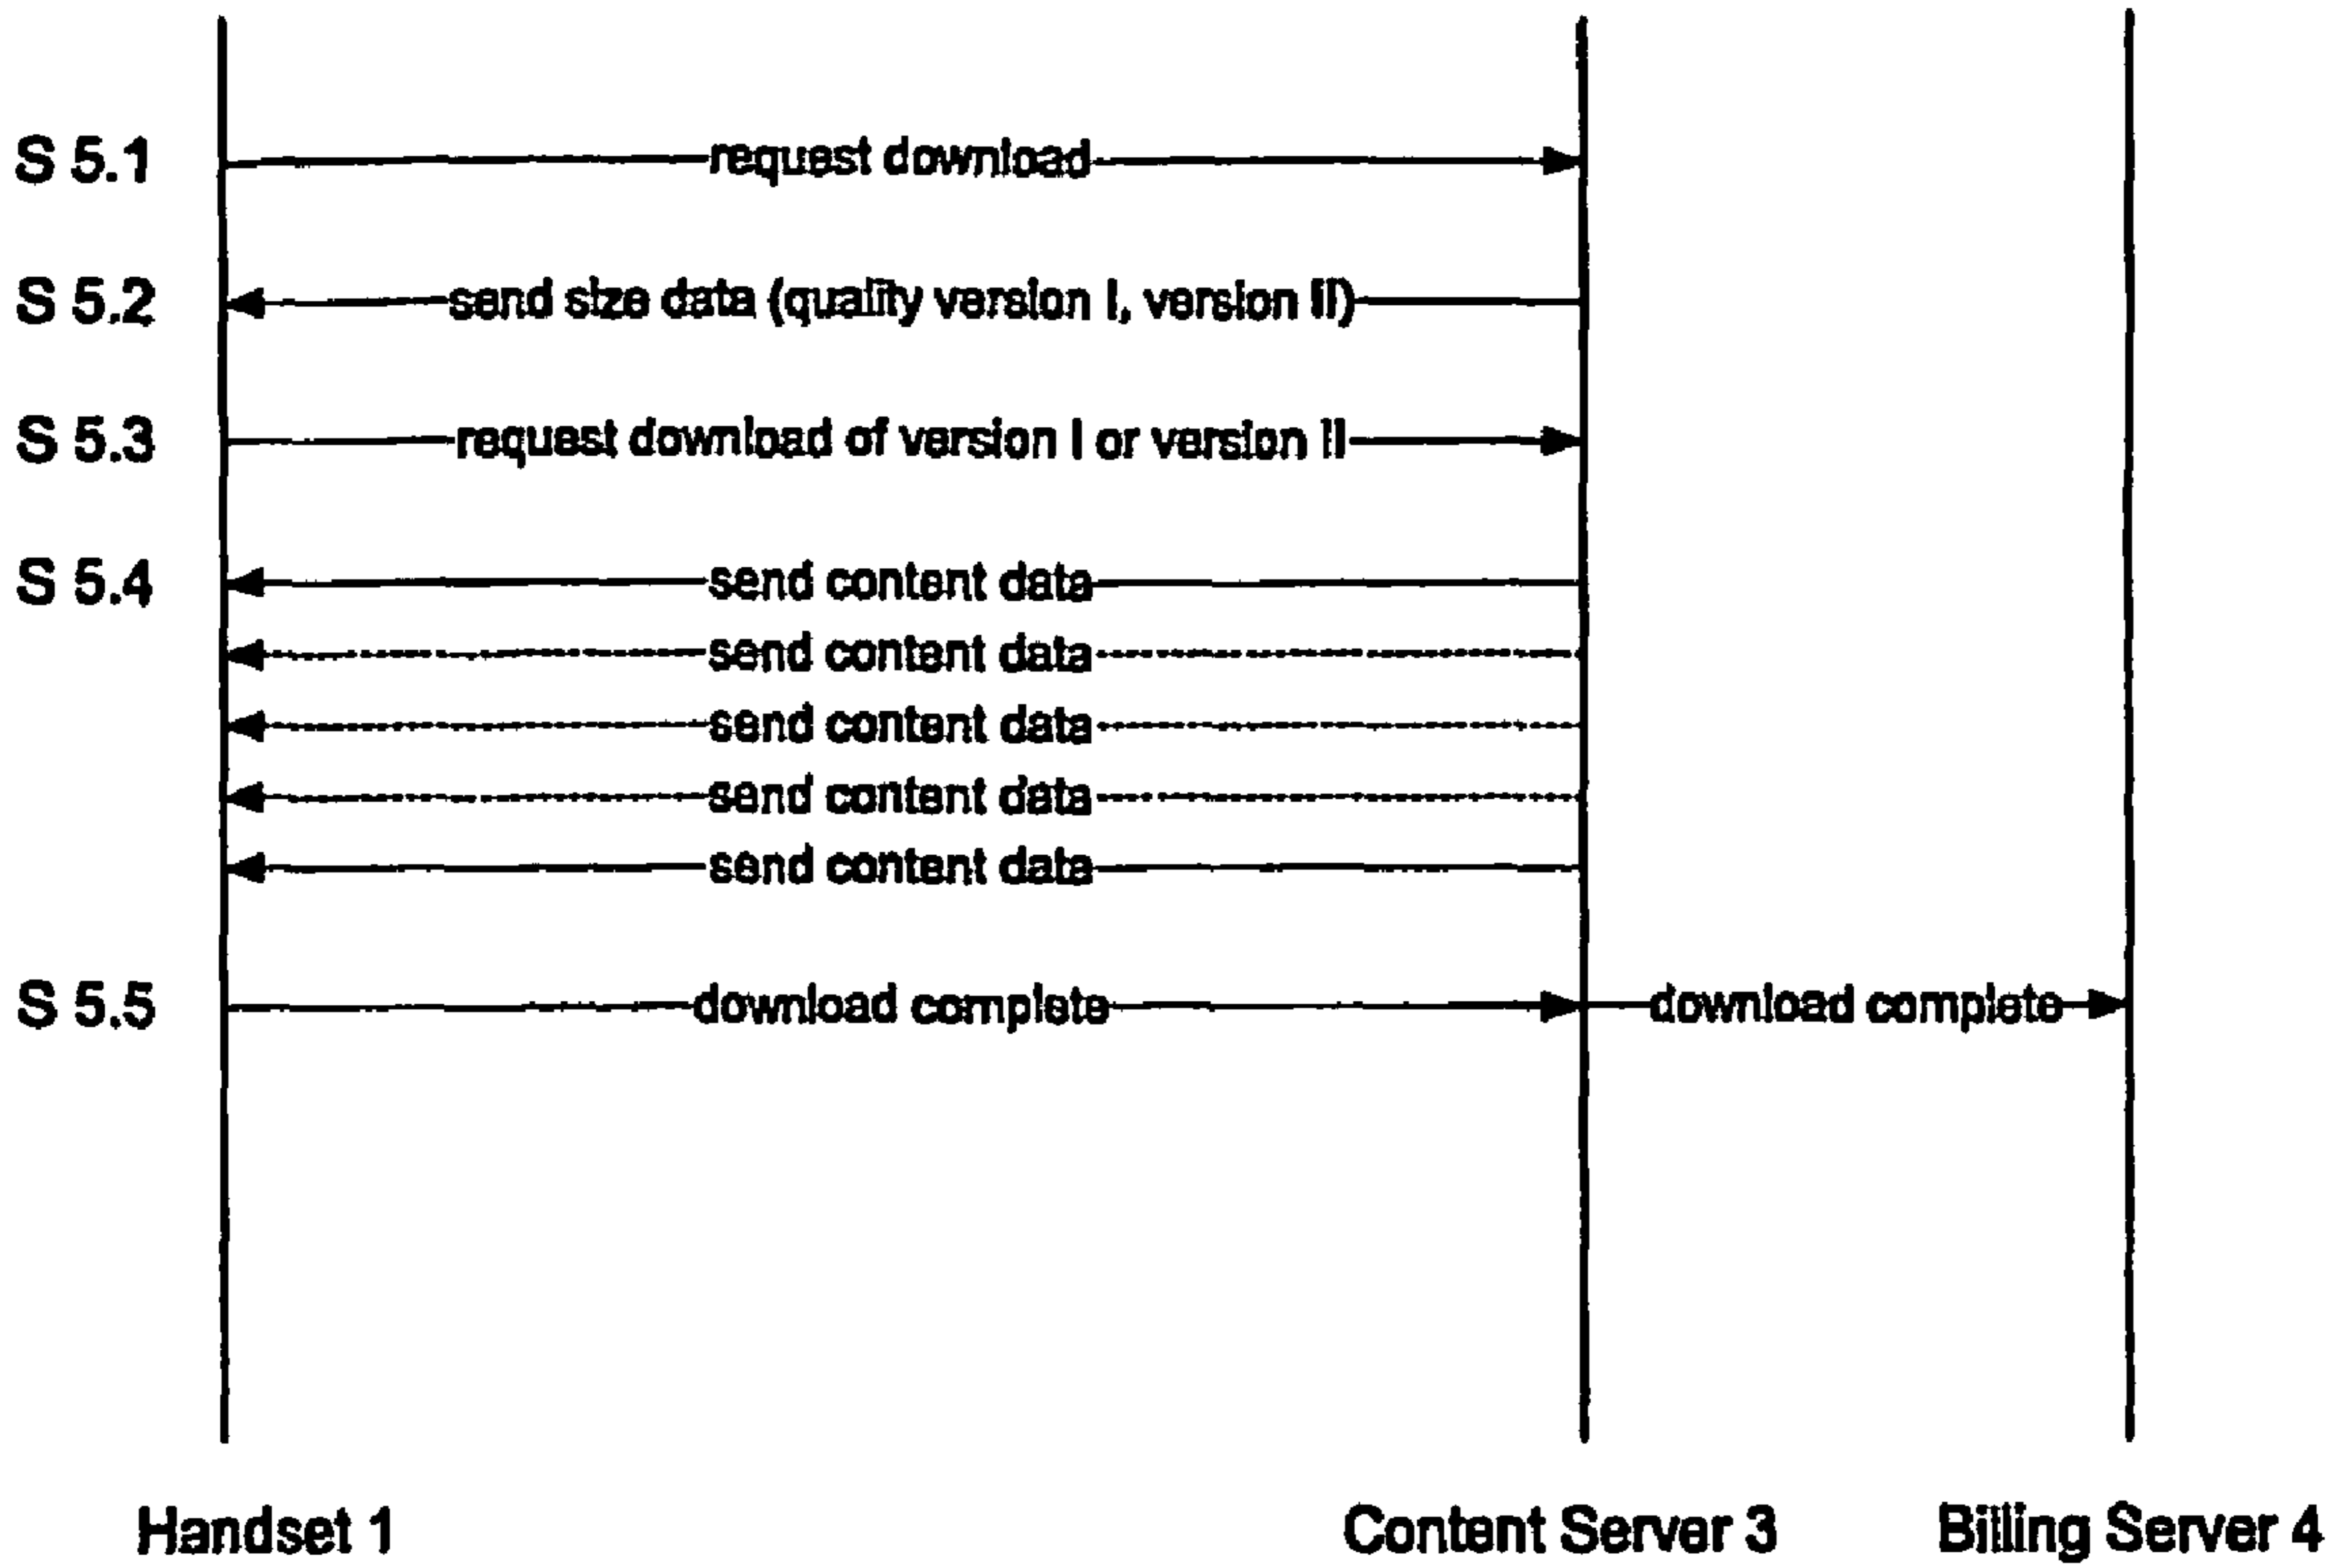 S 5.1 request download
S 5.2 send size data (quality version I, version II)
S 5.3 request download of version I or version II
S 5.4 send content data
send content data
send content data
send content data
send content data
S 5.5 download complete download complete
Handset 1 Content Server 3 Billing Server 4